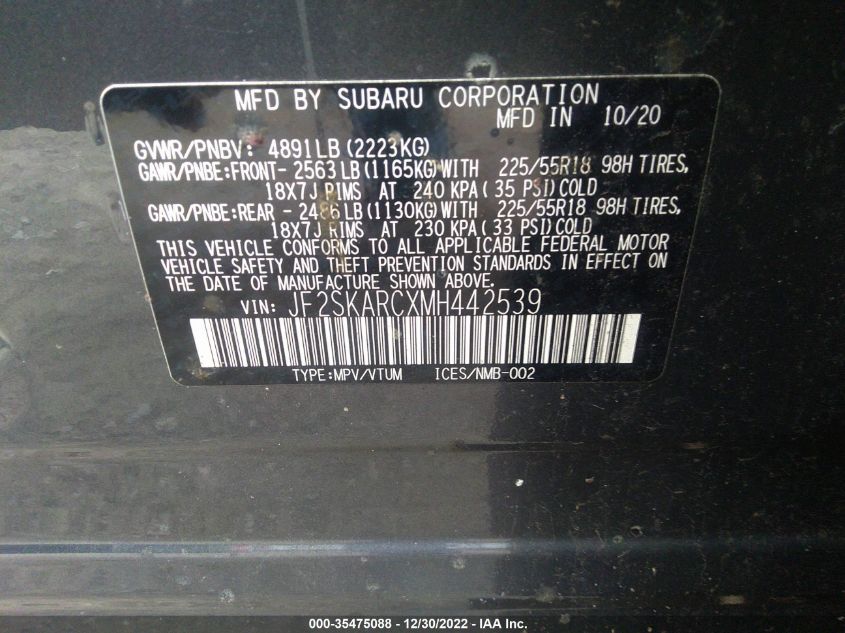 MFD BY SUBARU CORPORATION
MFD IN 10/20
GVWR/PNBV: 4891LB(2223KG)
GAWR/PNBE:FRONT- 2563LB(1165KG)WITH 225/55R18 98H TIRES,
18X7J RIMS AT 240 KPA(35 PSI)COLD
GAWR/PNBE:REAR - 2486LB(1130KG)WITH 225/55R18 98H TIRES,
18X7J RIMS AT 230 KPA(33 PSI)COLD
THIS VEHICLE CONFORMS TO ALL APPLICABLE FEDERAL MOTOR
VEHICLE SAFETY AND THEFT PREVENTION STANDARDS IN EFFECT ON
THE DATE OF MANUFACTURE SHOWN ABOVE.
VIN: JF2SKARCXMH442539
TYPE:MPV/VTUM ICES/NMB-002
000-35475088 - 12/30/2022 - IAA Inc.